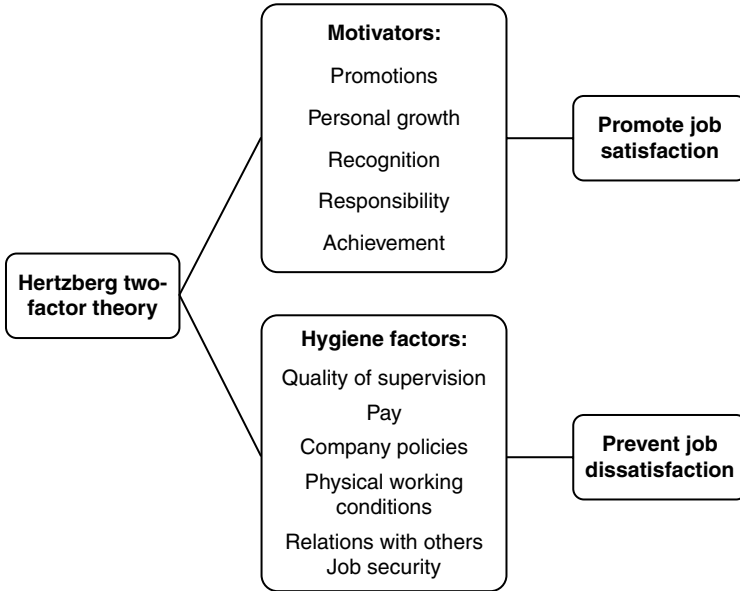 Hertzberg two-
factor theory
Motivators:
Promotions
Personal growth
Recognition
Responsibility
Achievement
Promote job
satisfaction
Hygiene factors:
Quality of supervision
Pay
Company policies
Physical working
conditions
Relations with others
Job security
Prevent job
dissatisfaction